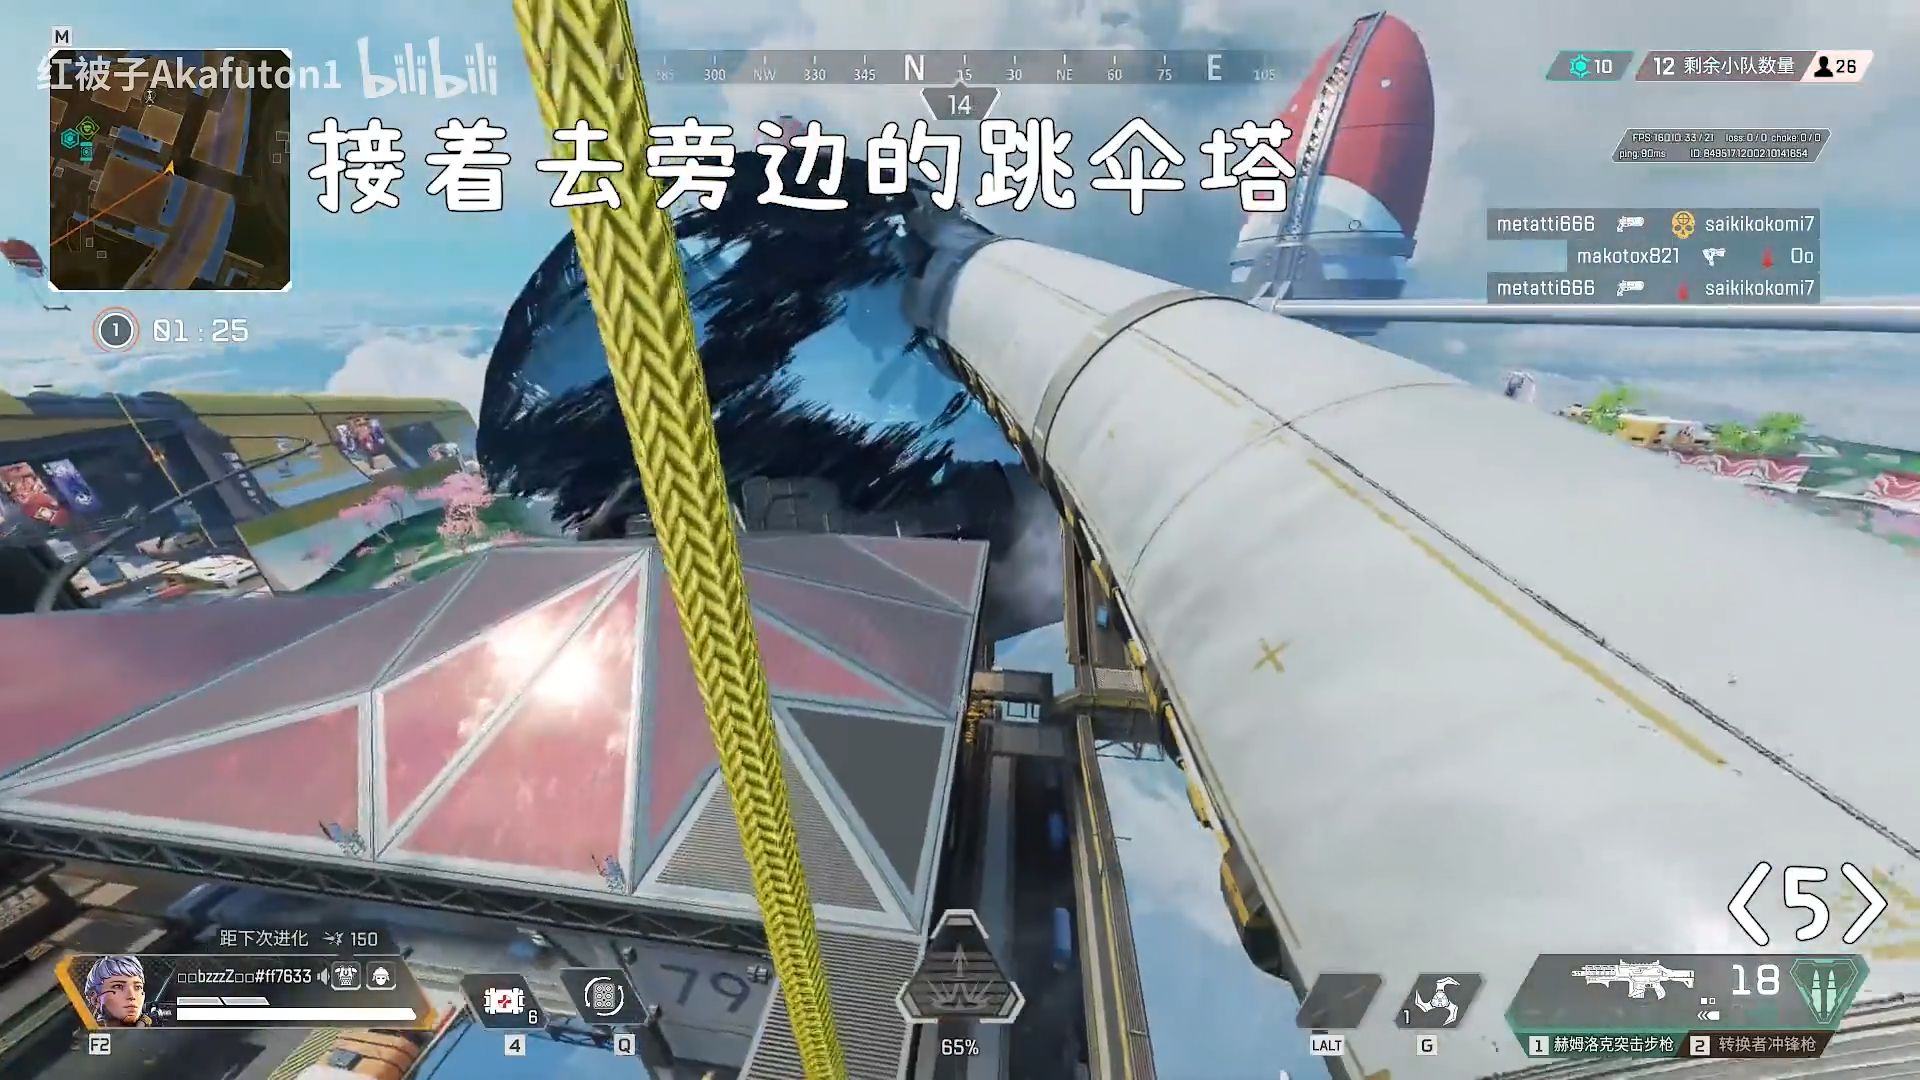 M
红被子Akafuton1 bilibili
285 300 NW 330 345 N 15 30 NE 60 75 E 105
14
10 12 剩余小队数量 26
接着去旁边的跳伞塔
ping:90ms
metatti666 saikikokomi7
makotox821 Oo
metatti666 saikikokomi7
1 01:25
<5>
距下次进化 150
bzzzZ□□#ff7633
F2
6
4
Q
79
65%
LALT
1
G
18
1 赫姆洛克突击步枪 2 转换者冲锋枪